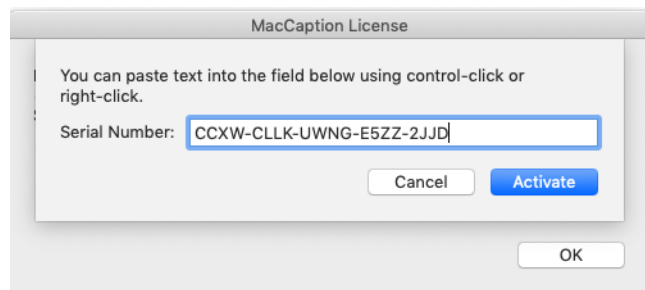 MacCaption License
You can paste text into the field below using control-click or
right-click.
Serial Number: CCXW-CLLK-UWNG-E5ZZ-2JJD
Cancel Activate
OK